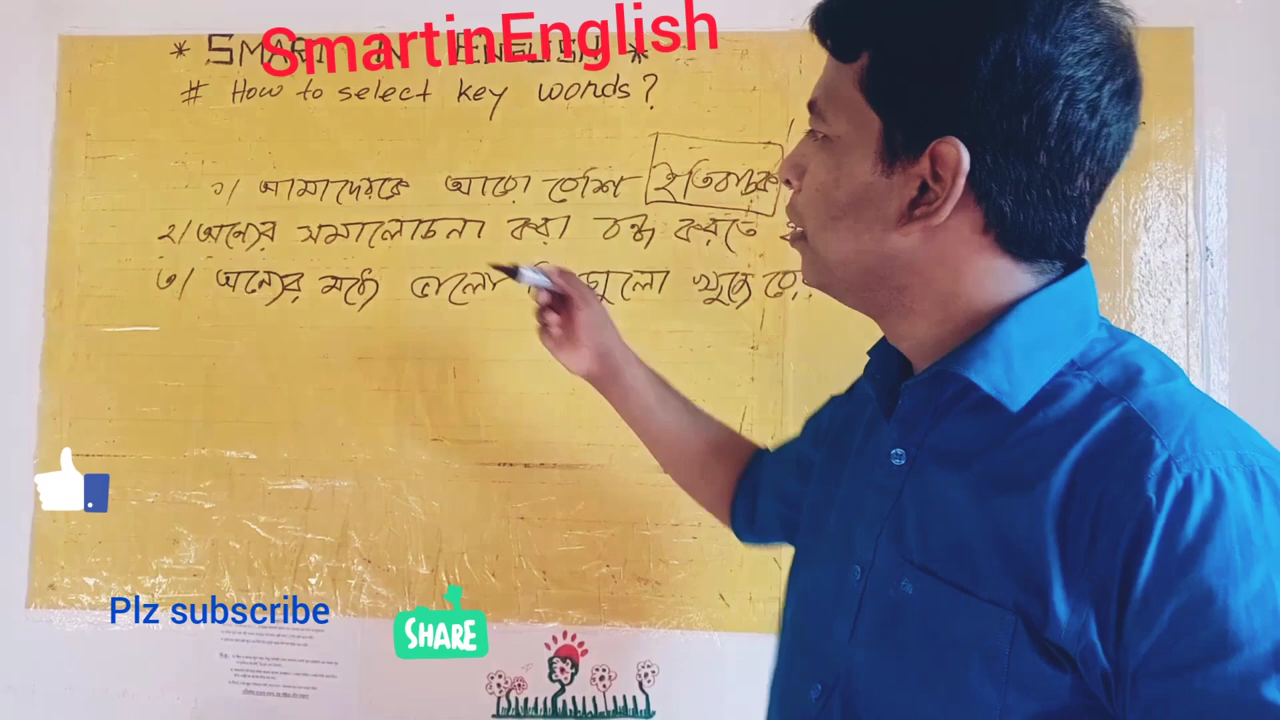 SmartinEnglish
* SMART IN ENGLISH *
# How to select key words?
১। আমাদেরকে আরো বেশি ইতিবাচক
২। অন্যের সমালোচনা করা বন্ধ করতে
৩। অন্যের মধ্যে ভালো গুলো খুজে
Plz subscribe
SHARE